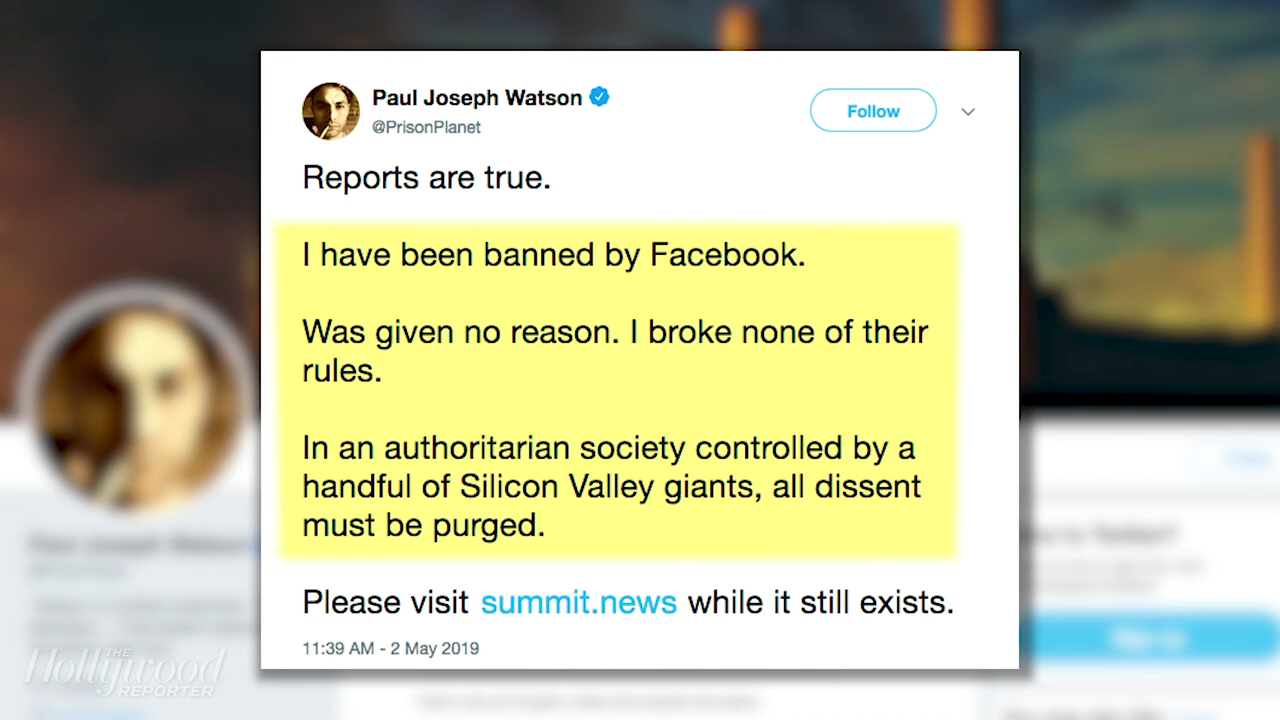 Paul Joseph Watson
Follow
@PrisonPlanet
Reports are true.
I have been banned by Facebook.
Was given no reason. I broke none of their
rules.
In an authoritarian society controlled by a
handful of Silicon Valley giants, all dissent
must be purged.
Please visit summit.news while it still exists.
11:39 AM - 2 May 2019
THE
Hollywood
REPORTER